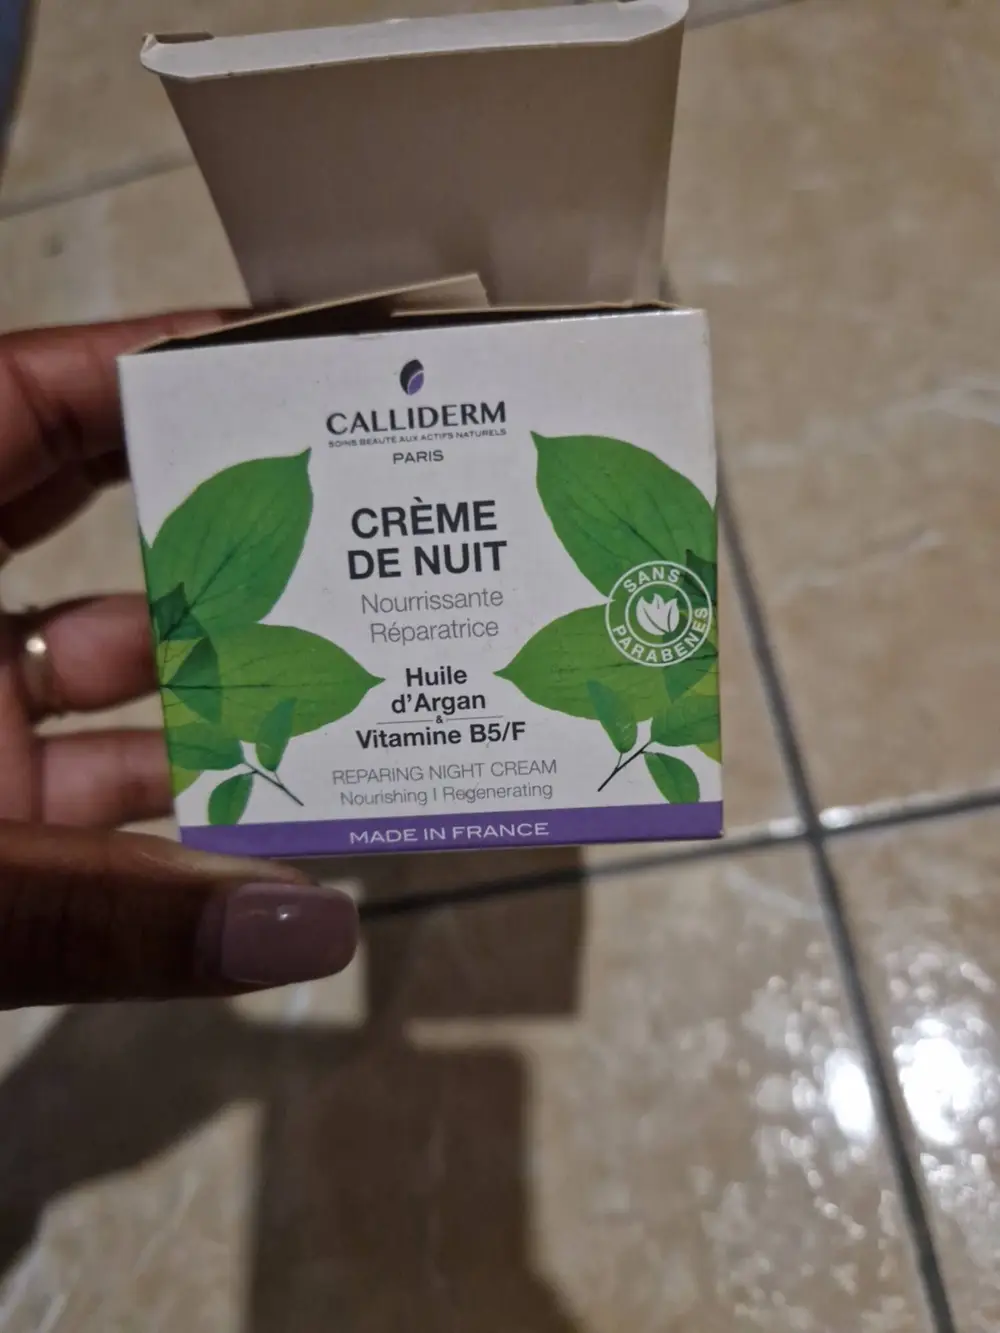 CALLIDERM
SOINS BEAUTÉ AUX ACTIFS NATURELS
PARIS
CRÈME
DE NUIT
Nourrissante
Réparatrice
SANS
PARABENES
Huile
d'Argan
&
Vitamine B5/F
REPARING NIGHT CREAM
Nourishing | Regenerating
MADE IN FRANCE